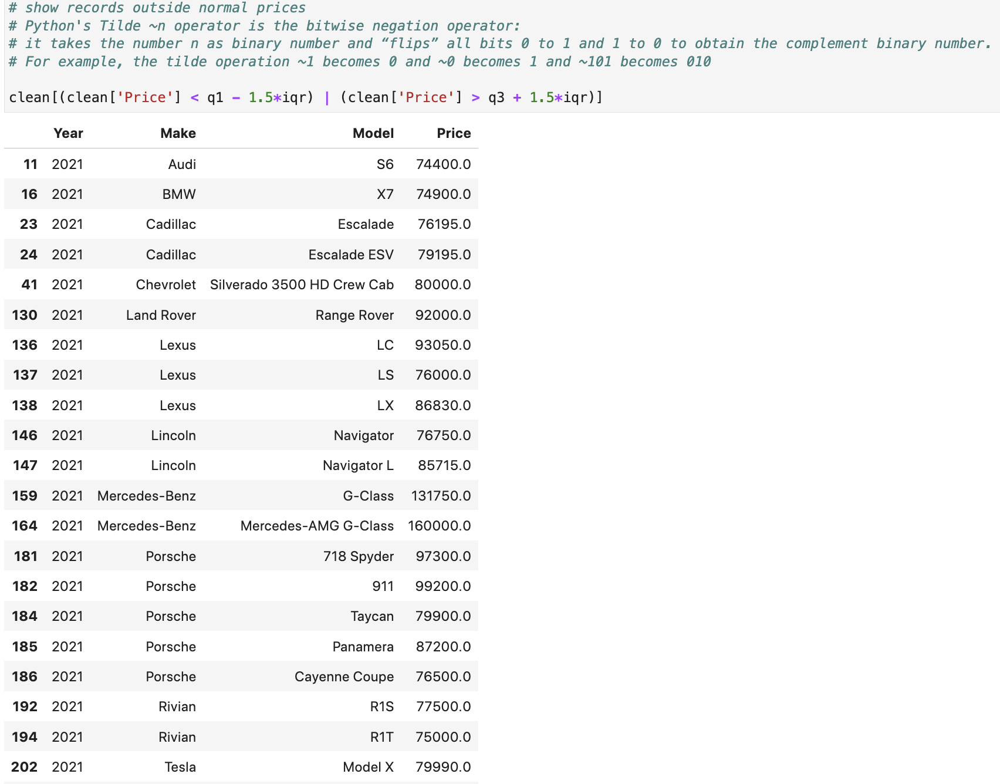 # show records outside normal prices
# Python's Tilde ~n operator is the bitwise negation operator:
# it takes the number n as binary number and “flips” all bits 0 to 1 and 1 to 0 to obtain the complement binary number.
# For example, the tilde operation ~1 becomes 0 and ~0 becomes 1 and ~101 becomes 010
clean[(clean['Price'] < q1 - 1.5*iqr) | (clean['Price'] > q3 + 1.5*iqr)]
Year Make Model Price
11 2021 Audi S6 74400.0
16 2021 BMW X7 74900.0
23 2021 Cadillac Escalade 76195.0
24 2021 Cadillac Escalade ESV 79195.0
41 2021 Chevrolet Silverado 3500 HD Crew Cab 80000.0
130 2021 Land Rover Range Rover 92000.0
136 2021 Lexus LC 93050.0
137 2021 Lexus LS 76000.0
138 2021 Lexus LX 86830.0
146 2021 Lincoln Navigator 76750.0
147 2021 Lincoln Navigator L 85715.0
159 2021 Mercedes-Benz G-Class 131750.0
164 2021 Mercedes-Benz Mercedes-AMG G-Class 160000.0
181 2021 Porsche 718 Spyder 97300.0
182 2021 Porsche 911 99200.0
184 2021 Porsche Taycan 79900.0
185 2021 Porsche Panamera 87200.0
186 2021 Porsche Cayenne Coupe 76500.0
192 2021 Rivian R1S 77500.0
194 2021 Rivian R1T 75000.0
202 2021 Tesla Model X 79990.0